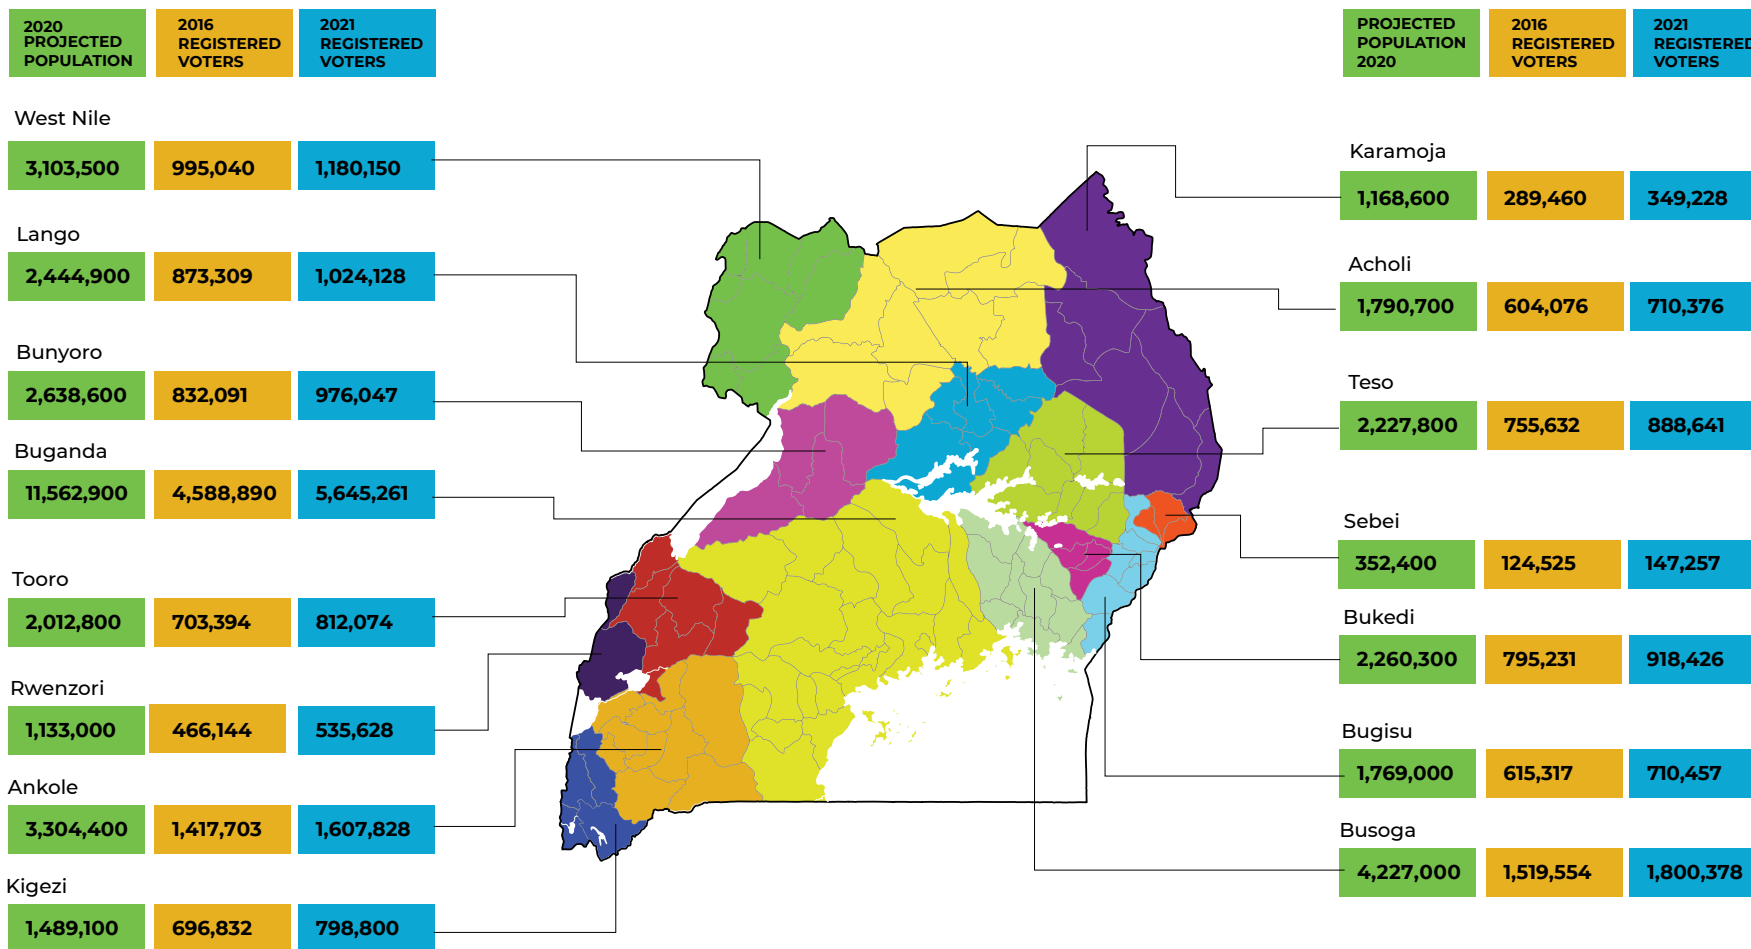 2020
PROJECTED
POPULATION
2016
REGISTERED
VOTERS
2021
REGISTERED
VOTERS
West Nile
3,103,500 995,040 1,180,150
Lango
2,444,900 873,309 1,024,128
Bunyoro
2,638,600 832,091 976,047
Buganda
11,562,900 4,588,890 5,645,261
Tooro
2,012,800 703,394 812,074
Rwenzori
1,133,000 466,144 535,628
Ankole
3,304,400 1,417,703 1,607,828
Kigezi
1,489,100 696,832 798,800
PROJECTED
POPULATION
2020
2016
REGISTERED
VOTERS
2021
REGISTERED
VOTERS
Karamoja
1,168,600 289,460 349,228
Acholi
1,790,700 604,076 710,376
Teso
2,227,800 755,632 888,641
Sebei
352,400 124,525 147,257
Bukedi
2,260,300 795,231 918,426
Bugisu
1,769,000 615,317 710,457
Busoga
4,227,000 1,519,554 1,800,378